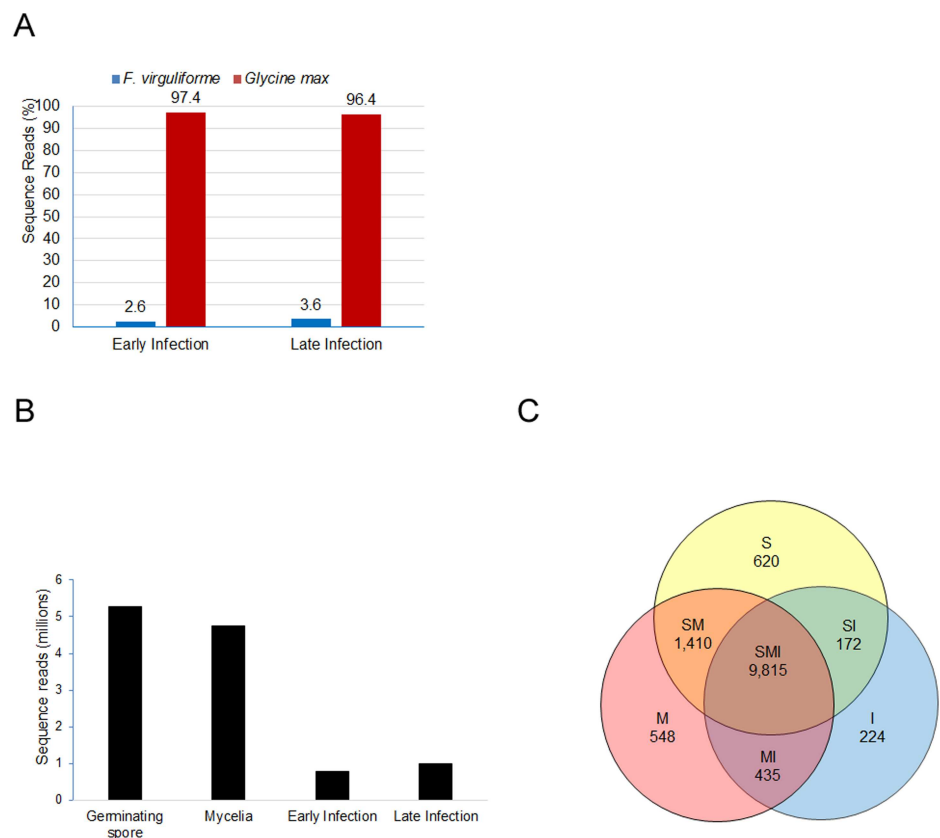 A
F. virguliforme Glycine max
Sequence Reads (%)
100
90
80
70
60
50
40
30
20
10
0
97.4
96.4
2.6
3.6
Early Infection Late Infection
B
Sequence reads (millions)
6
5
4
3
2
1
0
Germinating
spore
Mycelia
Early Infection
Late Infection
C
S
620
SM
1,410
SI
172
SMI
9,815
M
548
I
224
MI
435